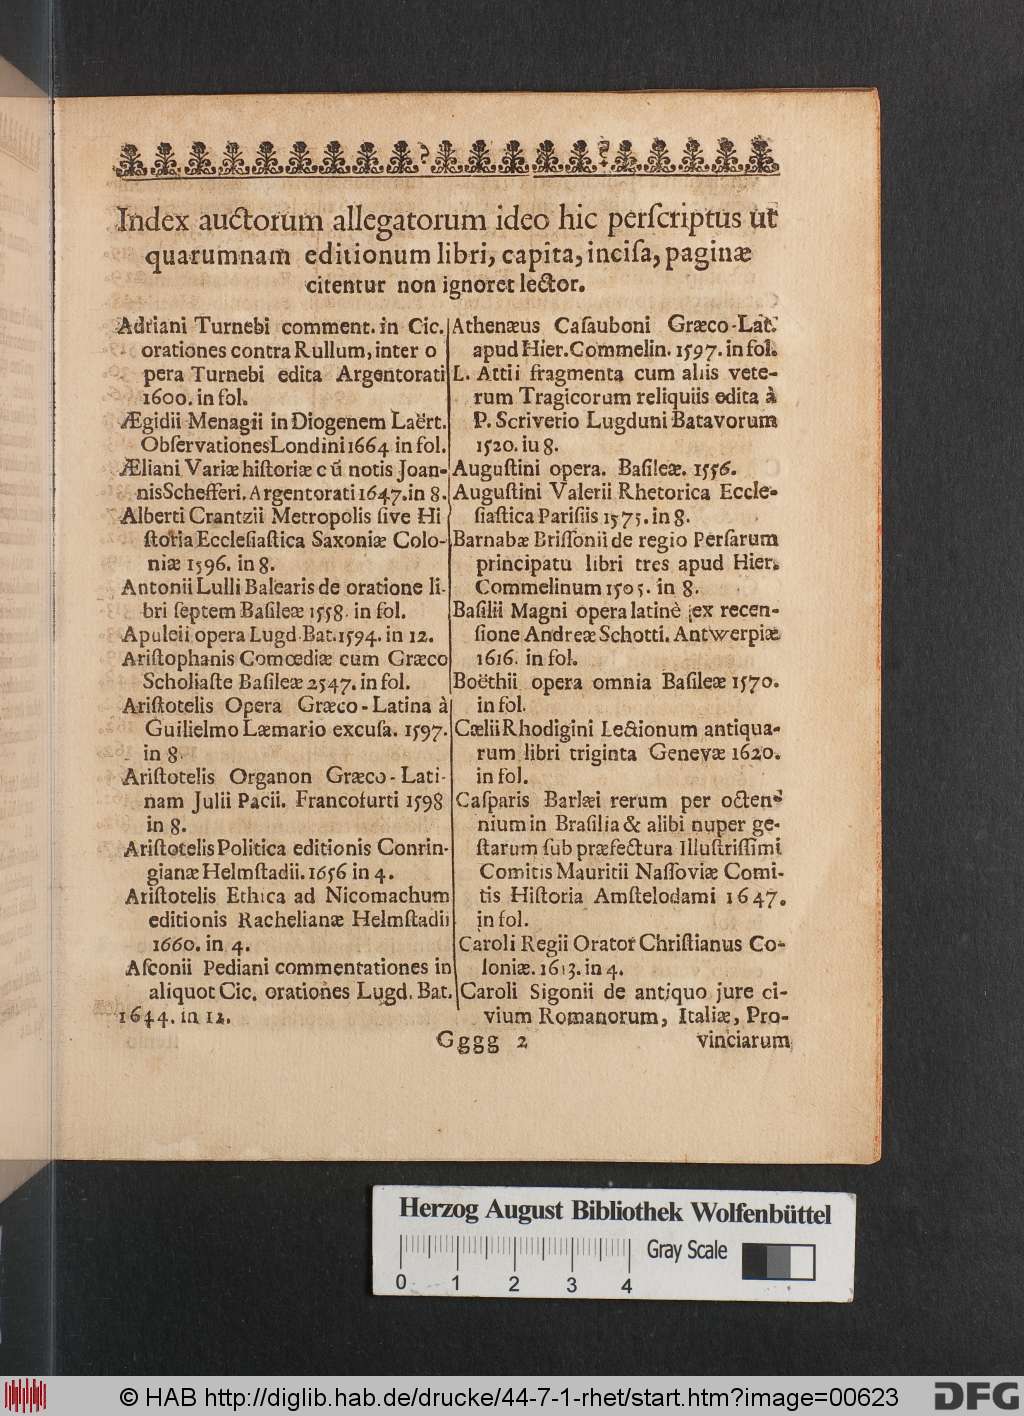 Index auctorum allegatorum ideo hic perſcriptus ut
quarumnam editionum libri, capita, inciſa, paginæ
citentur non ignoret lector.
Adriani Turnebi comment. in Cic.
orationes contra Rullum, inter o
pera Turnebi edita Argentorati
1600. in fol.
Ægidii Menagii in Diogenem Laërt.
Obſervationes Londini 1664 in fol.
Æliani Variæ hiſtoriæ cũ notis Joan-
nis Schefferi. Argentorati 1647. in 8.
Alberti Crantzii Metropolis ſive Hi
ſtoria Eccleſiaſtica Saxoniæ Colo-
niæ 1596. in 8.
Antonii Lulli Balearis de oratione li-
bri ſeptem Baſileæ 1558. in fol.
Apuleii opera Lugd. Bat. 1594. in 12.
Ariſtophanis Comœdiæ cum Græco
Scholiaſte Baſileæ 2547. in fol.
Ariſtotelis Opera Græco-Latina à
Guilielmo Læmario excuſa. 1597.
in 8.
Ariſtotelis Organon Græco-Lati-
nam Julii Pacii. Francofurti 1598
in 8.
Ariſtotelis Politica editionis Conrin-
gianæ Helmſtadii. 1656 in 4.
Ariſtotelis Ethica ad Nicomachum
editionis Rachelianæ Helmſtadii
1660. in 4.
Aſconii Pediani commentationes in
aliquot Cic. orationes Lugd. Bat.
1644. in 12.
Athenæus Caſauboni Græco-Lat.
apud Hier. Commelin. 1597. in fol.
L. Attii fragmenta cum aliis vete-
rum Tragicorum reliquiis edita à
P. Scriverio Lugduni Batavorum
1520. iu 8.
Auguſtini opera. Baſileæ. 1556.
Auguſtini Valerii Rhetorica Eccle-
ſiaſtica Pariſiis 1575. in 8.
Barnabæ Briſſonii de regio Perſarum
principatu libri tres apud Hier.
Commelinum 1505. in 8.
Baſilii Magni opera latinè ex recen-
ſione Andreæ Schotti. Antwerpiæ
1616. in fol.
Boëthii opera omnia Baſileæ 1570.
in fol.
Cælii Rhodigini Lectionum antiqua-
rum libri triginta Genevæ 1620.
in fol.
Caſparis Barlæi rerum per octen-
nium in Braſilia & alibi nuper ge-
ſtarum ſub præfectura Illuſtriſſimi
Comitis Mauritii Naſſoviæ Comi-
tis Hiſtoria Amſtelodami 1647.
in fol.
Caroli Regii Orator Chriſtianus Co-
loniæ. 1613. in 4.
Caroli Sigonii de antiquo jure ci-
vium Romanorum, Italiæ, Pro-
Gggg 2 vinciarum
Herzog August Bibliothek Wolfenbüttel
Gray Scale
0 1 2 3 4
© HAB http://diglib.hab.de/drucke/44-7-1-rhet/start.htm?image=00623
DFG